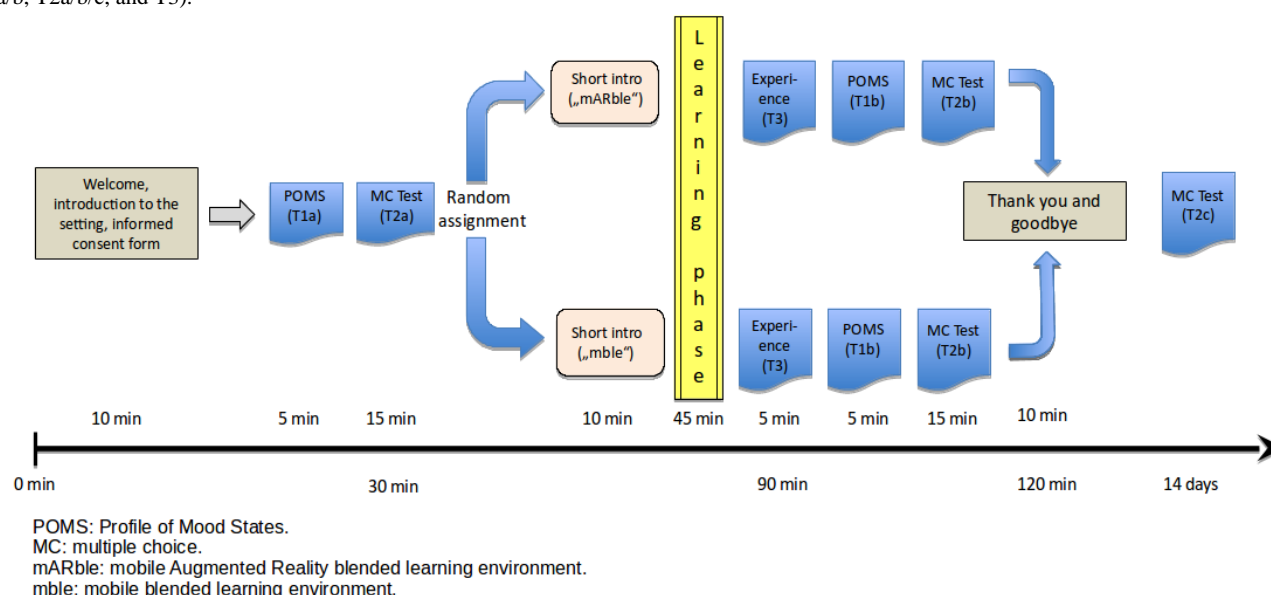 a/b, T2a/b/c, and T3).
Welcome,
introduction to the
setting, informed
consent form
POMS
(T1a)
MC Test
(T2a)
Random
assignment
Short intro
(„mARble“)
Short intro
(„mble“)
Learning phase
Experi-
ence
(T3)
POMS
(T1b)
MC Test
(T2b)
Experi-
ence
(T3)
POMS
(T1b)
MC Test
(T2b)
Thank you and
goodbye
MC Test
(T2c)
10 min 5 min 15 min 10 min 45 min 5 min 5 min 15 min 10 min
0 min 30 min 90 min 120 min 14 days
POMS: Profile of Mood States.
MC: multiple choice.
mARble: mobile Augmented Reality blended learning environment.
mble: mobile blended learning environment.